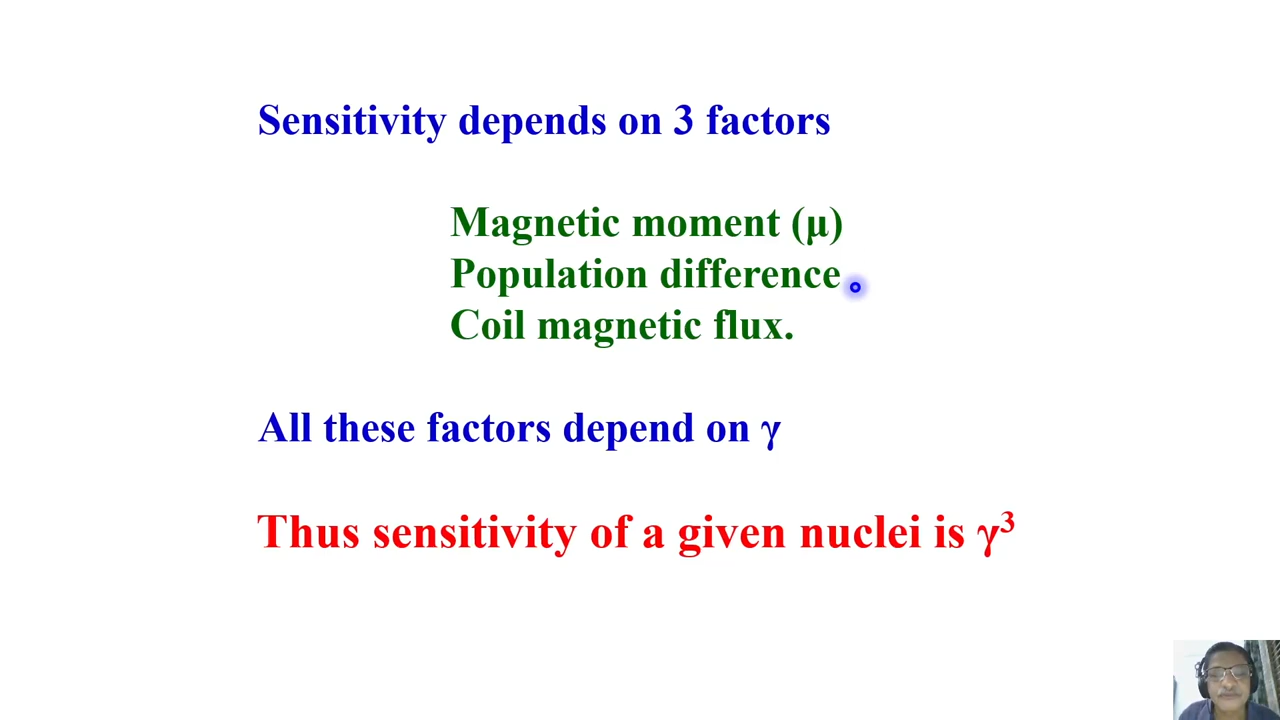 Sensitivity depends on 3 factors
Magnetic moment (μ)
Population difference
Coil magnetic flux.
All these factors depend on γ
Thus sensitivity of a given nuclei is γ³